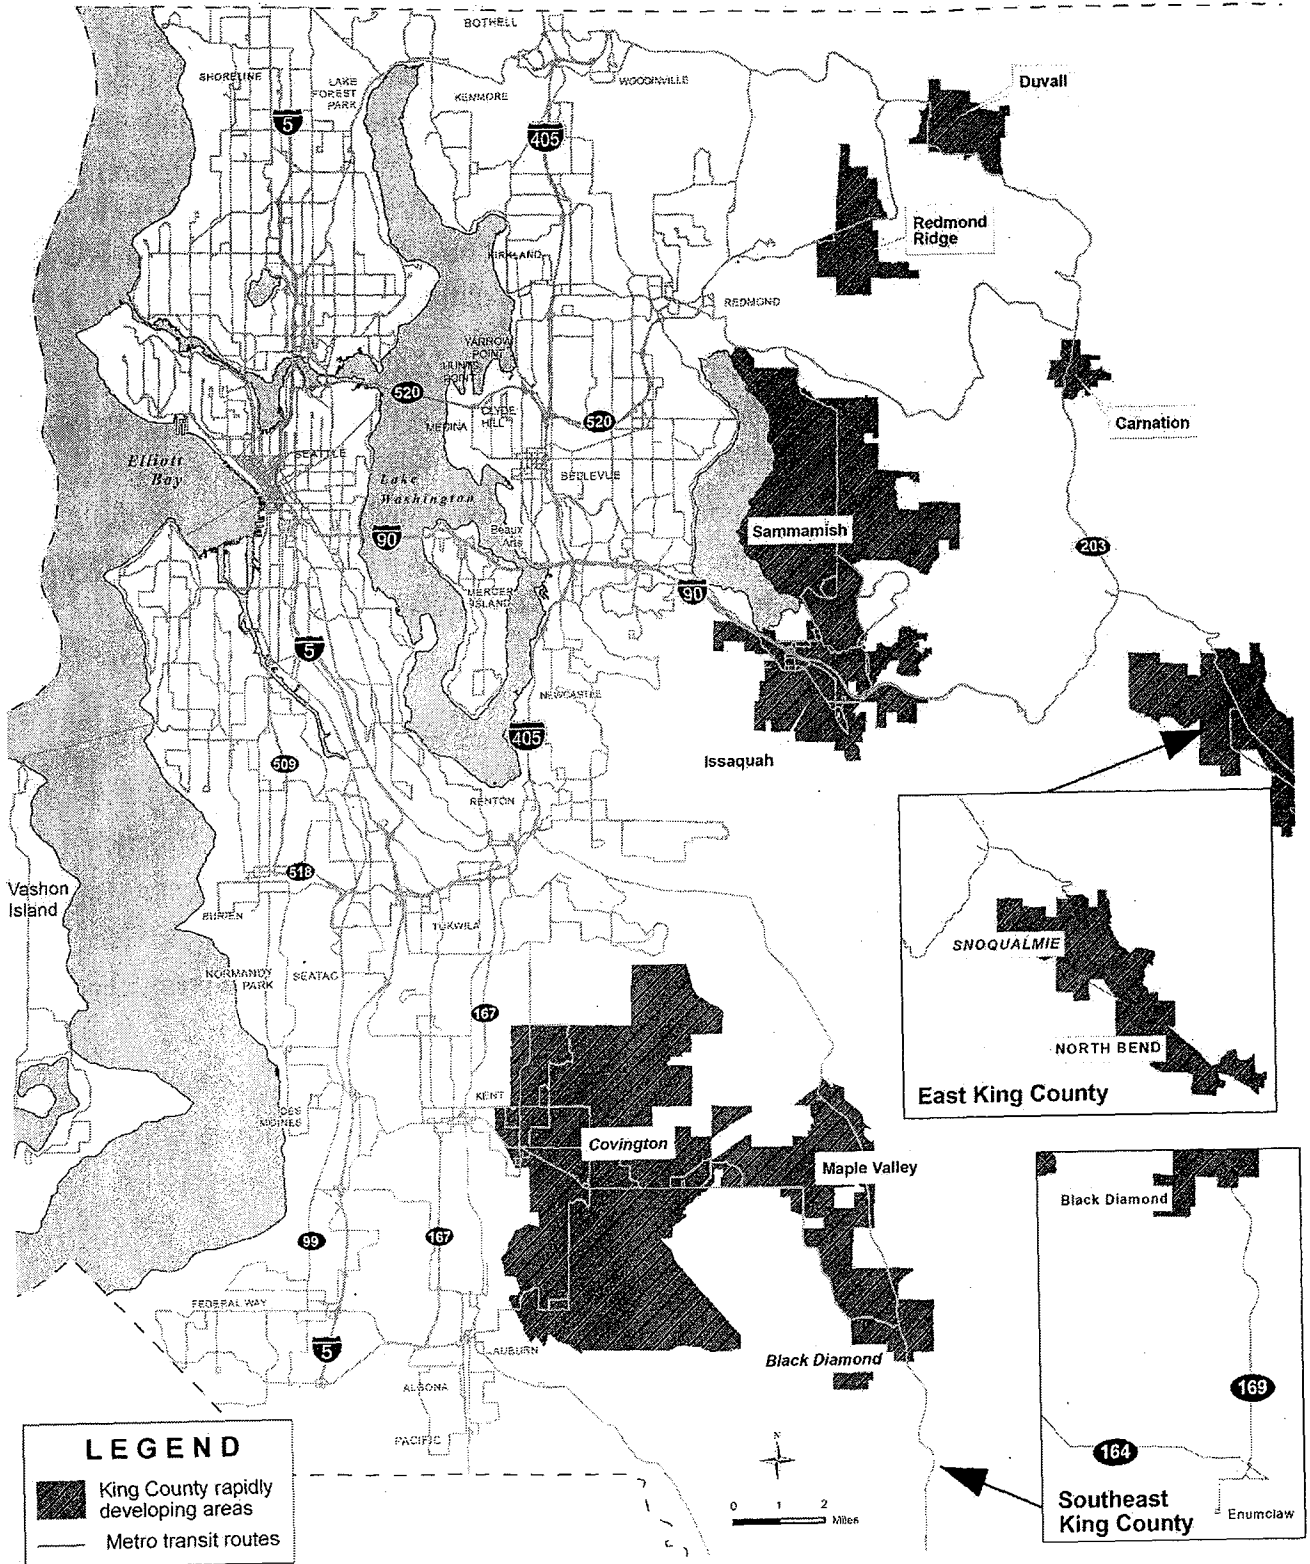 BOTHELL
SHORELINE
LAKE
FOREST
PARK
KENMORE
WOODINVILLE
Duvall
5
405
Redmond
Ridge
KIRKLAND
REDMOND
YARROW
POINT
HUNTS
POINT
520
CLYDE
HILL
MEDINA
520
Carnation
SEATTLE
Elliott
Bay
Lake
Washington
BELLEVUE
Sammamish
90
Beaux
Arts
203
MERCER
ISLAND
90
5
NEWCASTLE
405
509
Issaquah
RENTON
518
Vashon
Island
BURIEN
TUKWILA
NORMANDY
PARK
SEATAC
167
SNOQUALMIE
NORTH BEND
East King County
KENT
DES
MOINES
Covington
Maple Valley
Black Diamond
99
167
FEDERAL WAY
5
AUBURN
Black Diamond
169
ALGONA
PACIFIC
164
Enumclaw
Southeast
King County
N
0 1 2
Miles
LEGEND
King County rapidly
developing areas
Metro transit routes